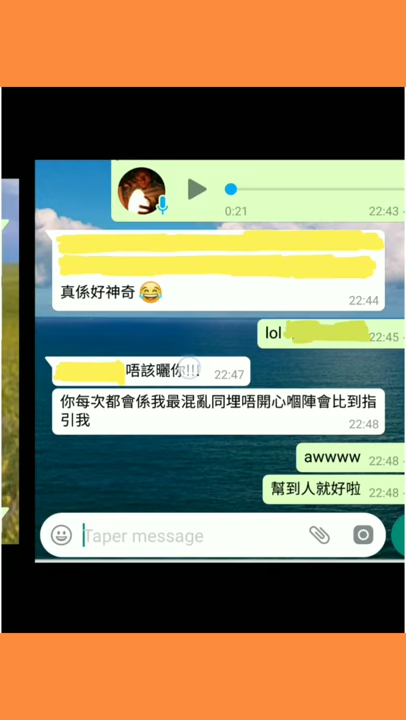 0:21
22:43
真係好神奇😂
22:44
lol
22:45
唔該曬你!!!
22:47
你每次都會係我最混亂同埋唔開心嗰陣會比到指
引我
22:48
awwww
22:48
幫到人就好啦
22:48
Taper message